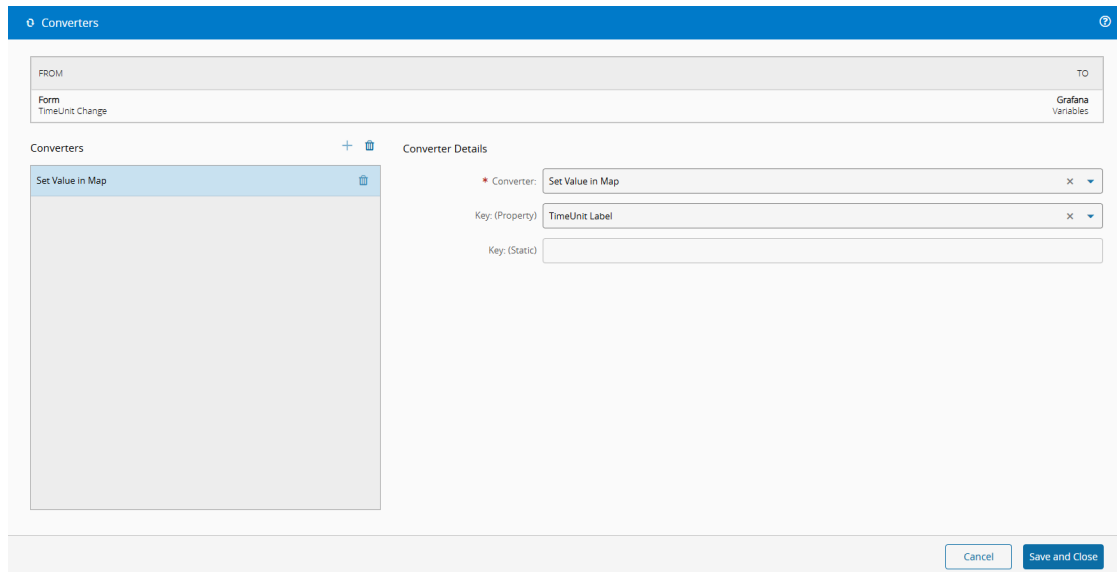 Converters
FROM TO
Form Grafana
TimeUnit Change Variables
Converters
Converter Details
Set Value in Map
* Converter: Set Value in Map
Key: (Property) TimeUnit Label
Key: (Static)
Cancel Save and Close